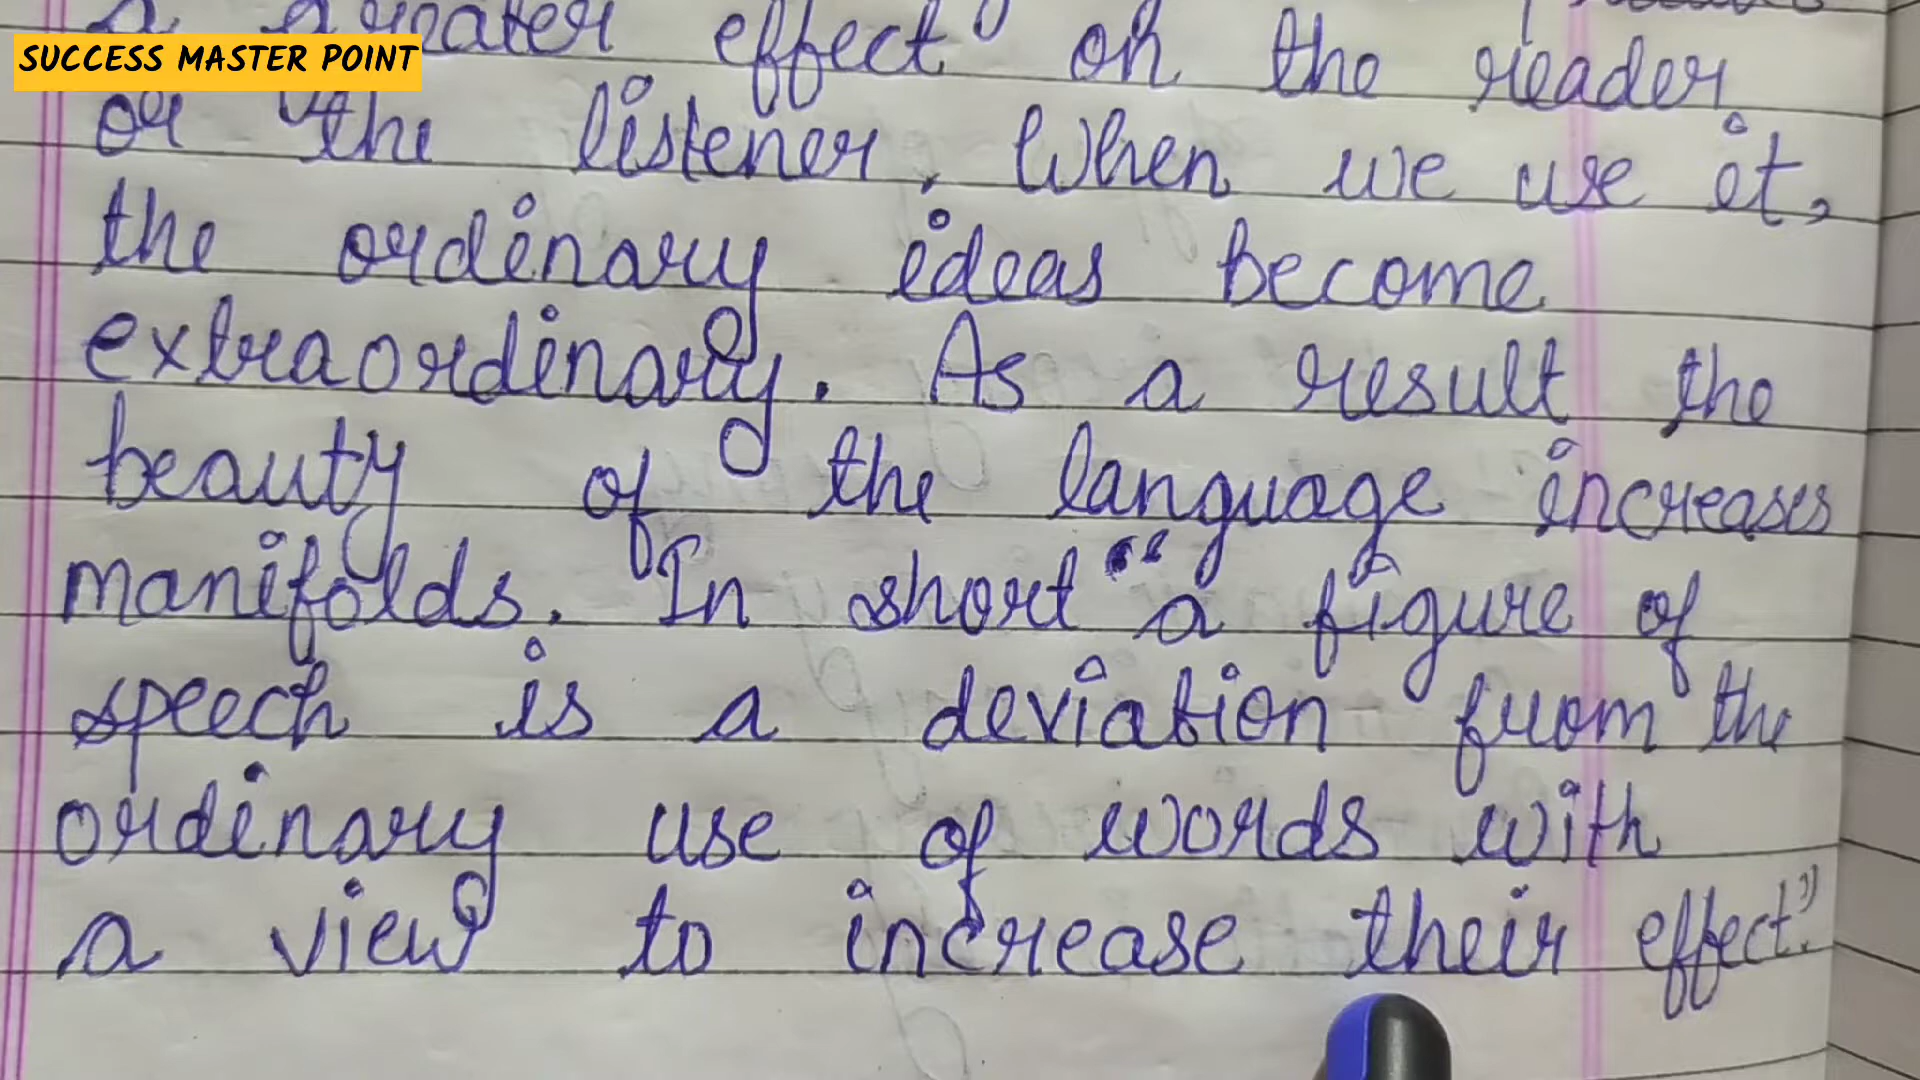 SUCCESS MASTER POINT
a greater effect on the reader
or the listener. When we use it,
the ordinary ideas become
extraordinary. As a result the
beauty of the language increases
manifolds. In short "a figure of
speech is a deviation from the
ordinary use of words with
a view to increase their effect."